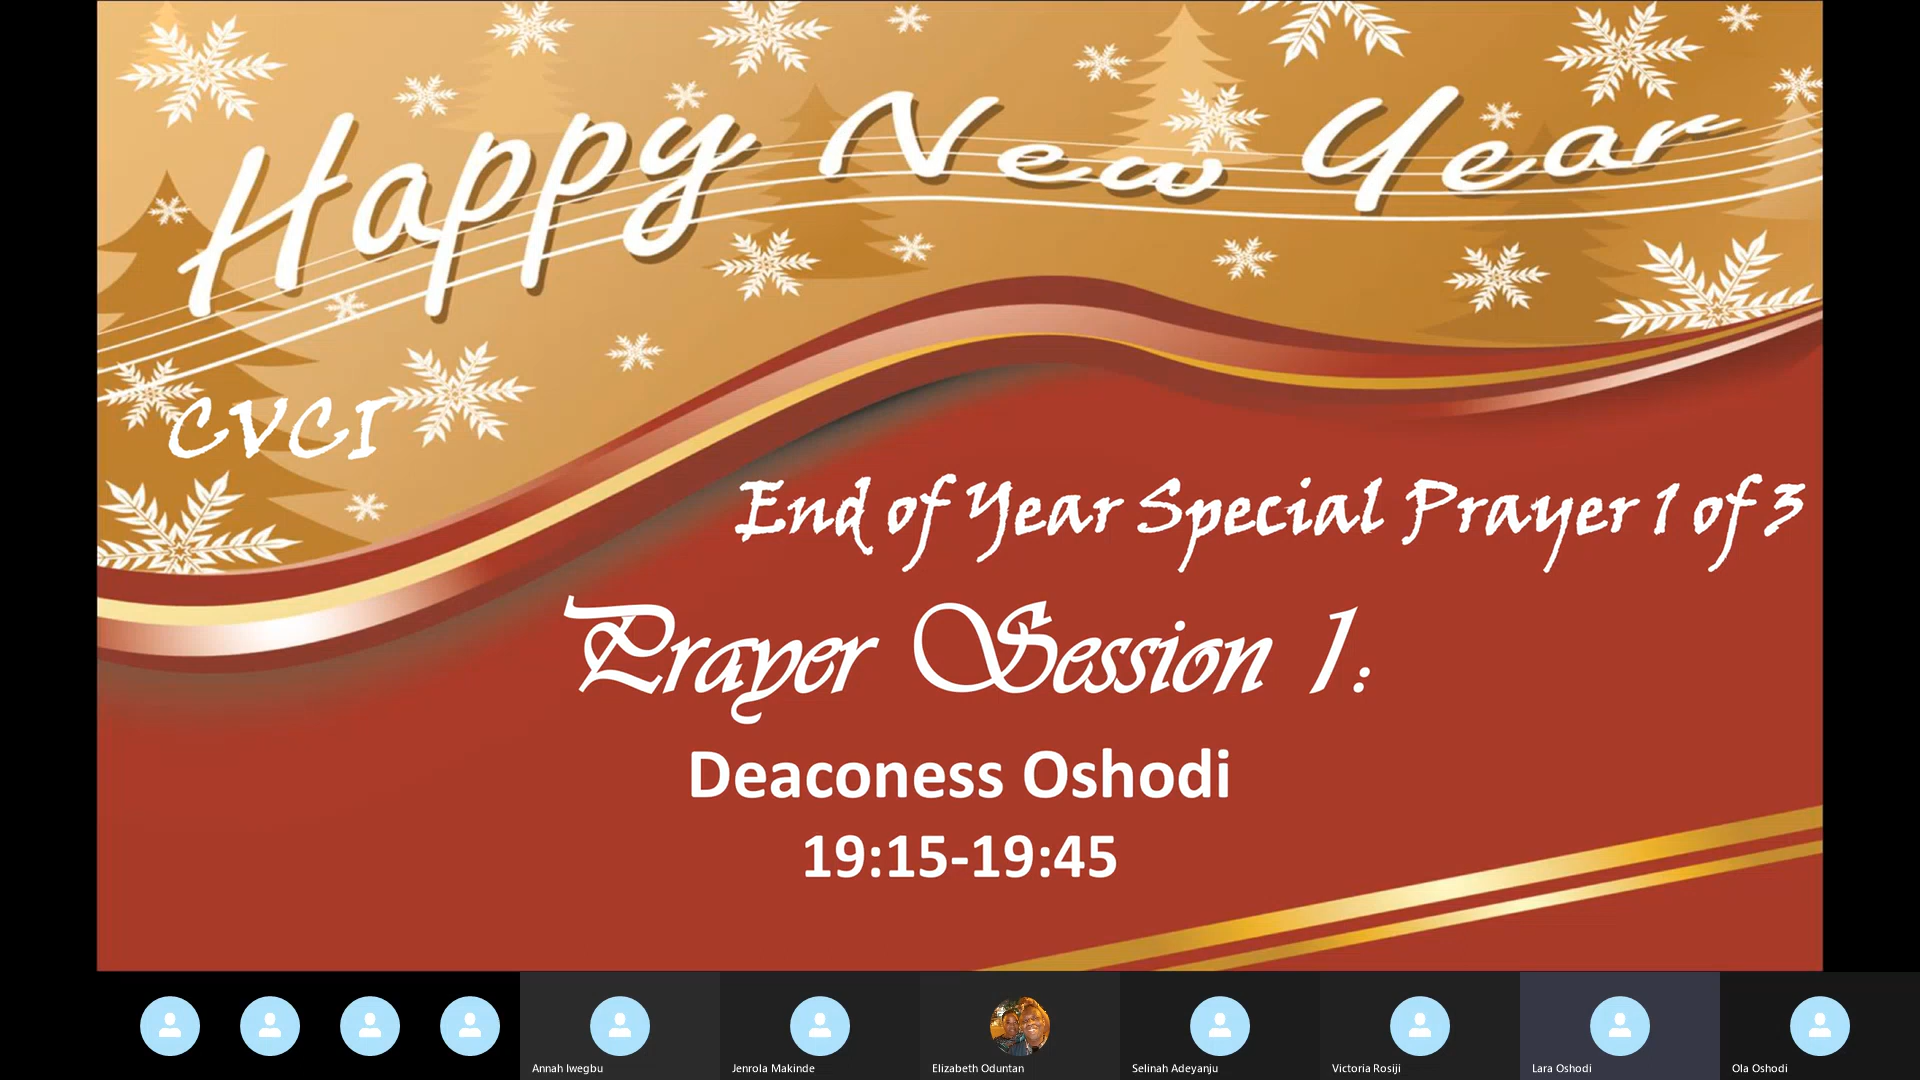 Happy New Year
CVCI
End of Year Special Prayer 1 of 3
Prayer Session 1:
Deaconess Oshodi
19:15-19:45
Annah Iwegbu
Jenrola Makinde
Elizabeth Oduntan
Selinah Adeyanju
Victoria Rosiji
Lara Oshodi
Ola Oshodi